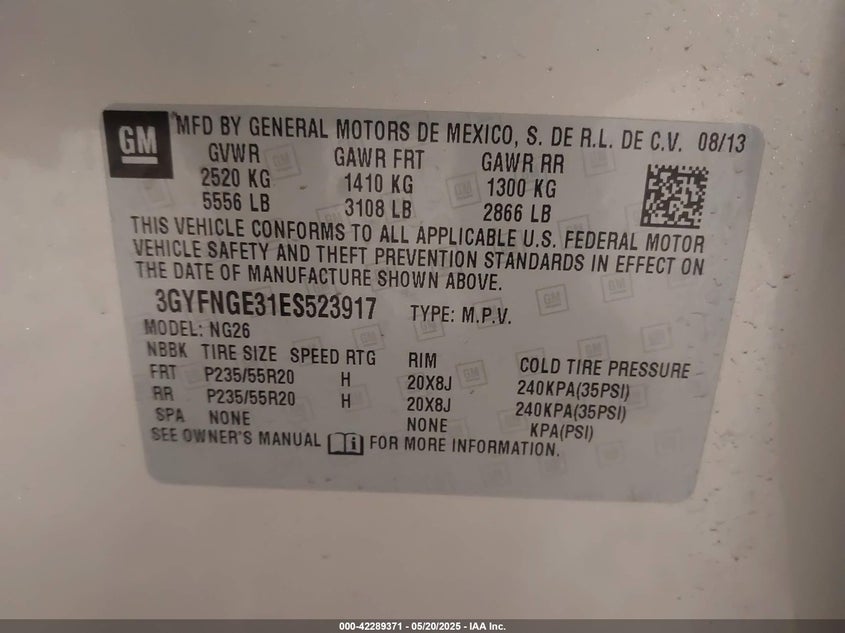 GM
MFD BY GENERAL MOTORS DE MEXICO, S. DE R.L. DE C.V. 08/13
GVWR GAWR FRT GAWR RR
2520 KG 1410 KG 1300 KG
5556 LB 3108 LB 2866 LB
THIS VEHICLE CONFORMS TO ALL APPLICABLE U.S. FEDERAL MOTOR
VEHICLE SAFETY AND THEFT PREVENTION STANDARDS IN EFFECT ON
THE DATE OF MANUFACTURE SHOWN ABOVE.
3GYFNGE31ES523917 TYPE: M.P.V.
MODEL: NG26
NBBK TIRE SIZE SPEED RTG RIM COLD TIRE PRESSURE
FRT P235/55R20 H 20X8J 240KPA(35PSI)
RR P235/55R20 H 20X8J 240KPA(35PSI)
SPA NONE NONE KPA(PSI)
SEE OWNER'S MANUAL FOR MORE INFORMATION.
000-42289371 - 05/20/2025 - IAA Inc.